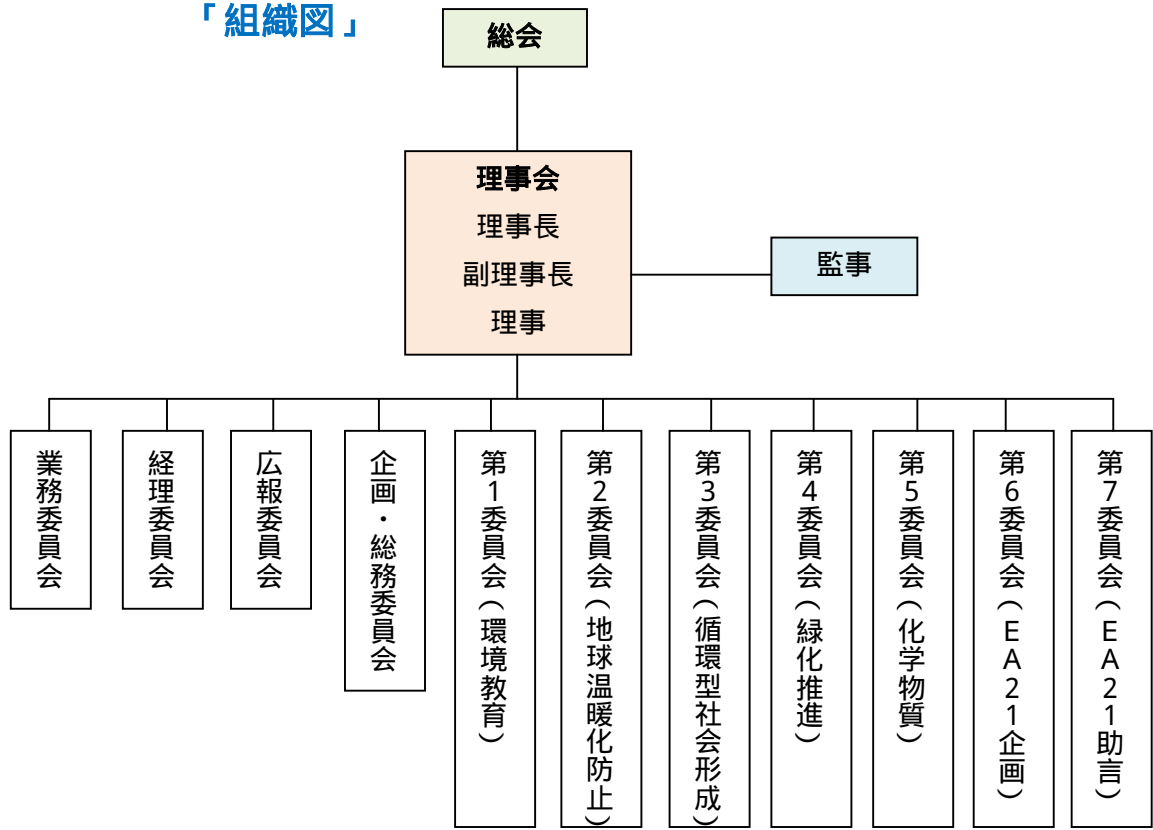 「組織図」
総会
理事会
理事長
副理事長
理事
監事
業務委員会
経理委員会
広報委員会
企画・総務委員会
第1委員会(環境教育)
第2委員会(地球温暖化防止)
第3委員会(循環型社会形成)
第4委員会(緑化推進)
第5委員会(化学物質)
第6委員会(EA21企画)
第7委員会(EA21助言)